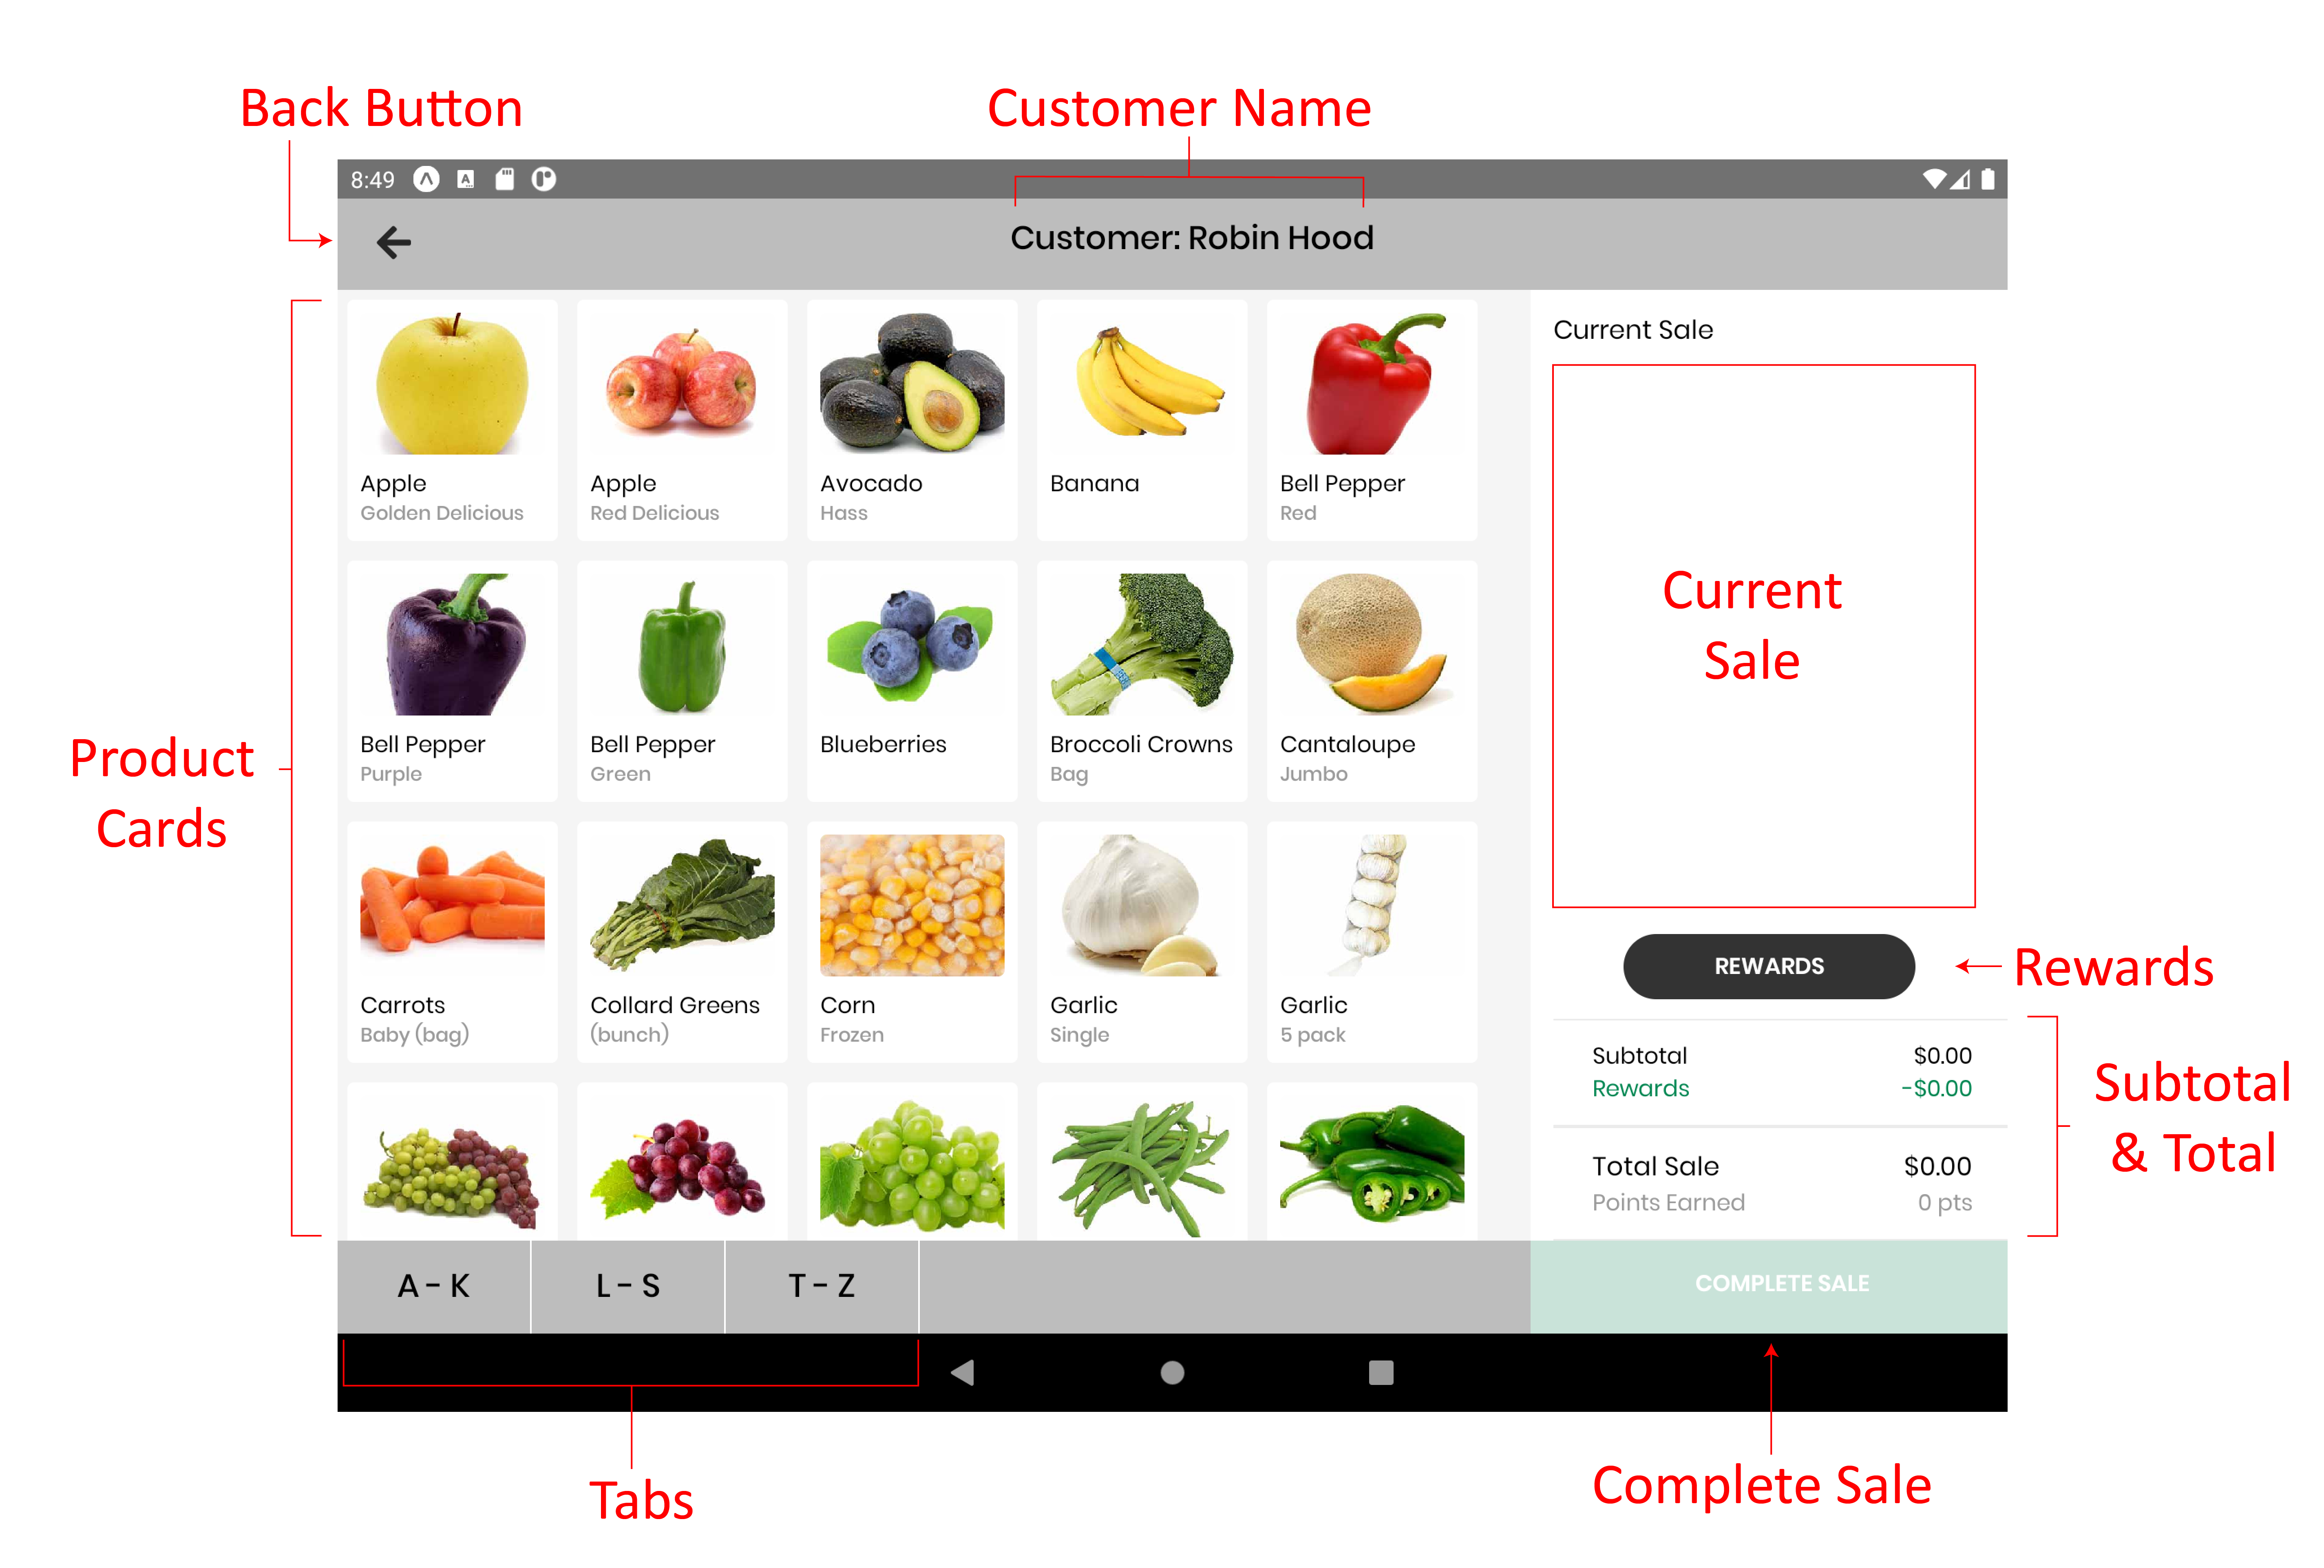 Back Button
Customer Name
8:49
Customer: Robin Hood
Current Sale
Apple
Golden Delicious
Apple
Red Delicious
Avocado
Hass
Banana
Bell Pepper
Red
Current
Sale
Bell Pepper
Purple
Bell Pepper
Green
Blueberries
Broccoli Crowns
Bag
Cantaloupe
Jumbo
Product
Cards
Carrots
Baby (bag)
Collard Greens
(bunch)
Corn
Frozen
Garlic
Single
Garlic
5 pack
REWARDS
Rewards
Subtotal $0.00
Rewards -$0.00
Total Sale $0.00
Points Earned 0 pts
Subtotal
& Total
A - K
L - S
T - Z
COMPLETE SALE
Tabs
Complete Sale